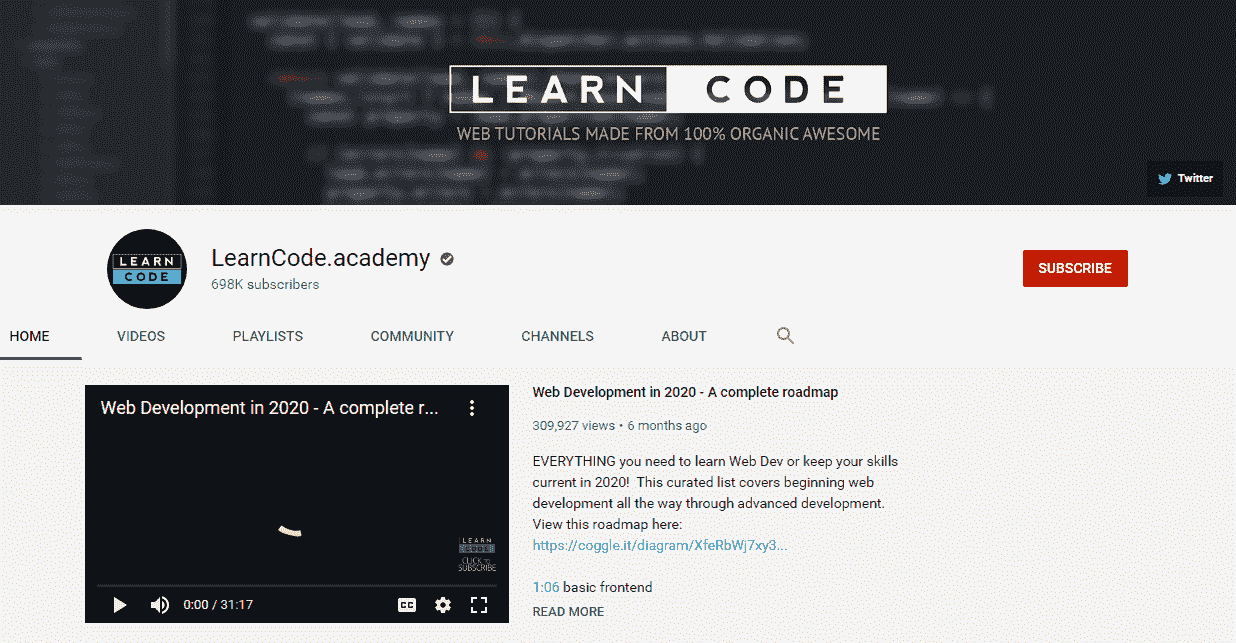 LEARN CODE
WEB TUTORIALS MADE FROM 100% ORGANIC AWESOME
Twitter
LEARN
CODE
LearnCode.academy
698K subscribers
SUBSCRIBE
HOME VIDEOS PLAYLISTS COMMUNITY CHANNELS ABOUT
Web Development in 2020 - A complete r...
LEARN
CODE
CLICK TO
SUBSCRIBE
0:00 / 31:17
CC
Web Development in 2020 - A complete roadmap
309,927 views • 6 months ago
EVERYTHING you need to learn Web Dev or keep your skills
current in 2020! This curated list covers beginning web
development all the way through advanced development.
View this roadmap here:
https://coggle.it/diagram/XfeRbWj7xy3...
1:06 basic frontend
READ MORE